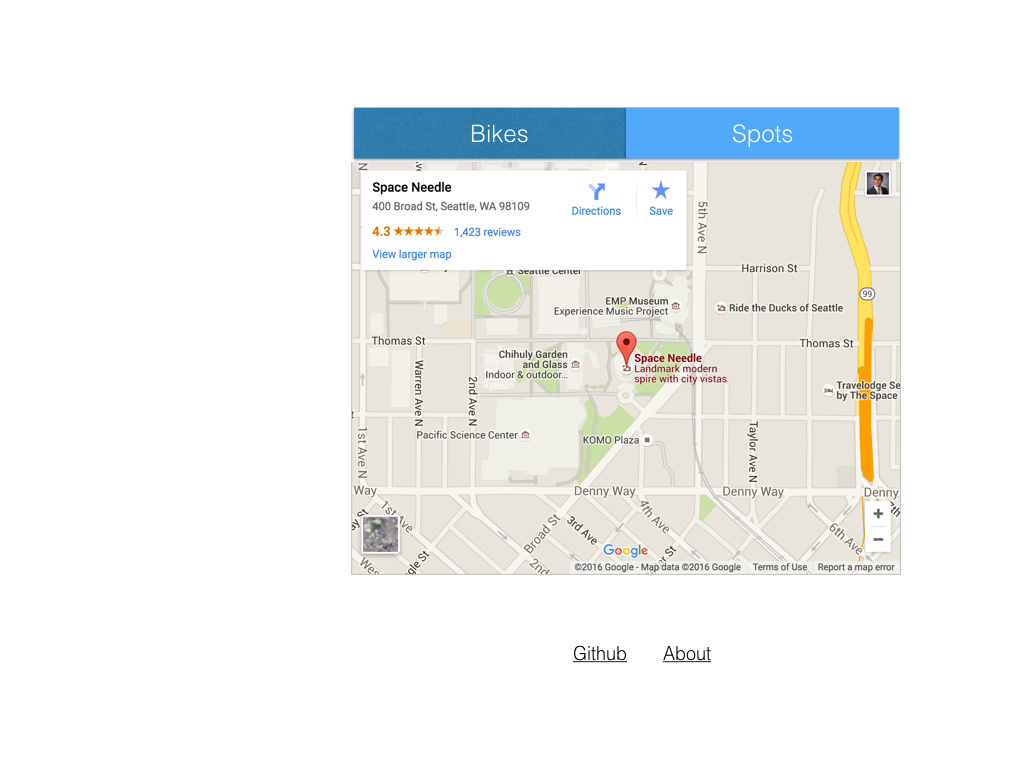 Bikes
Spots
Space Needle
400 Broad St, Seattle, WA 98109
4.3
1,423 reviews
View larger map
Directions
Save
5th Ave N
Harrison St
99
Seattle Center
EMP Museum
Experience Music Project
Ride the Ducks of Seattle
Thomas St
Thomas St
Chihuly Garden
and Glass
Indoor & outdoor...
Space Needle
Landmark modern
spire with city vistas
Warren Ave N
2nd Ave N
Travelodge Se
by The Space
1st Ave N
Pacific Science Center
KOMO Plaza
Taylor Ave N
Way
Denny Way
Denny Way
Denny
1st Ave
Broad St
3rd Ave
4th Ave
6th Ave
7th
y St
gle St
Wes
2nd
r St
+
−
Google
©2016 Google - Map data ©2016 Google
Terms of Use
Report a map error
Github
About